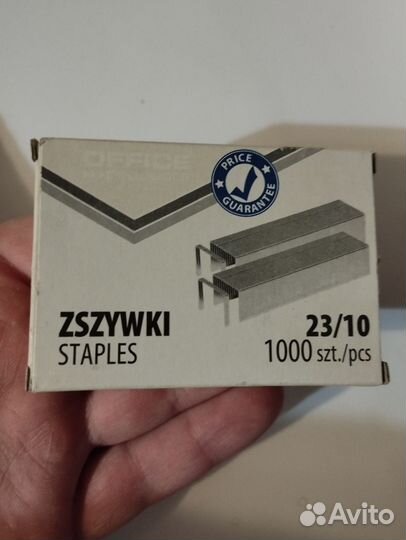 OFFICE
PRICE
GUARANTEE
ZSZYWKI
STAPLES
23/10
1000 szt./pcs
Avito